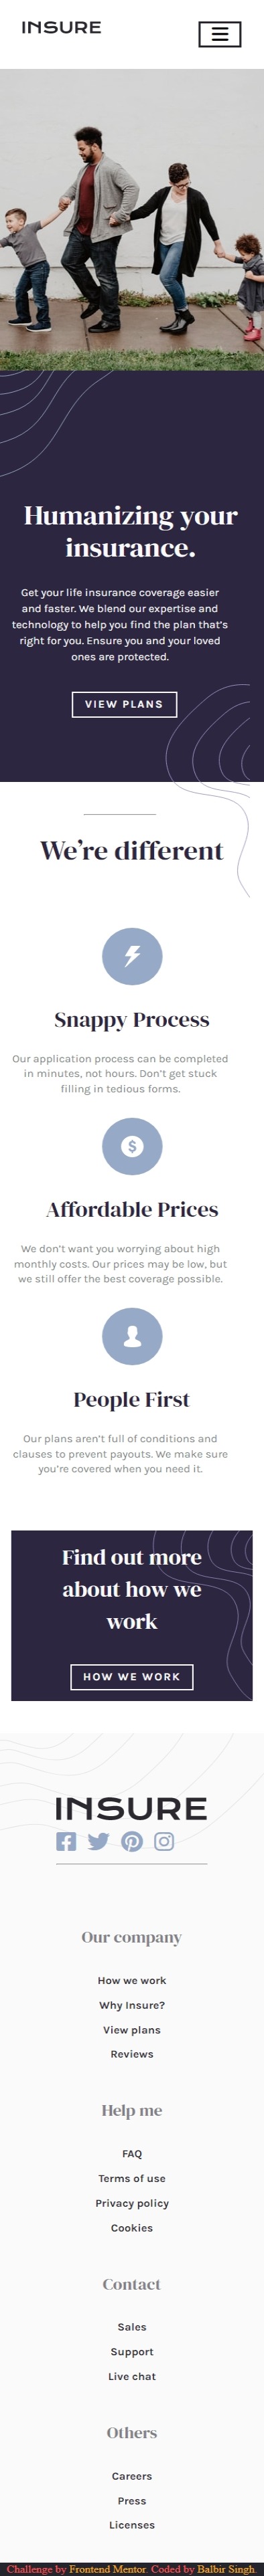 INSURE
Humanizing your
insurance.
Get your life insurance coverage easier
and faster. We blend our expertise and
technology to help you find the plan that’s
right for you. Ensure you and your loved
ones are protected.
VIEW PLANS
We’re different
Snappy Process
Our application process can be completed
in minutes, not hours. Don’t get stuck
filling in tedious forms.
$
Affordable Prices
We don’t want you worrying about high
monthly costs. Our prices may be low, but
we still offer the best coverage possible.
People First
Our plans aren’t full of conditions and
clauses to prevent payouts. We make sure
you’re covered when you need it.
Find out more
about how we
work
HOW WE WORK
INSURE
Our company
How we work
Why Insure?
View plans
Reviews
Help me
FAQ
Terms of use
Privacy policy
Cookies
Contact
Sales
Support
Live chat
Others
Careers
Press
Licenses
Challenge by Frontend Mentor. Coded by Balbir Singh.